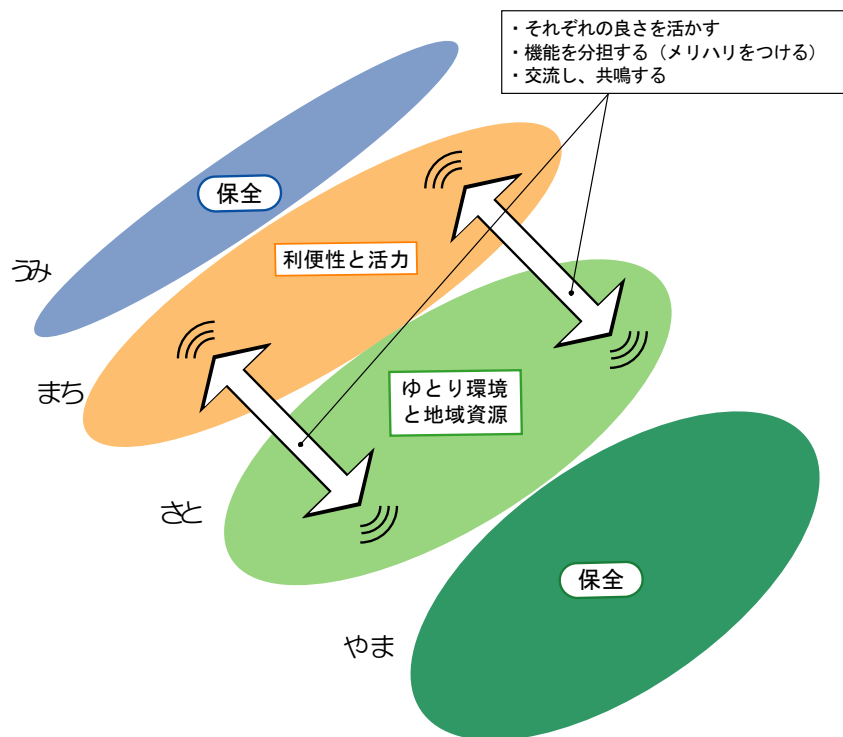 ・それぞれの良さを活かす
・機能を分担する（メリハリをつける）
・交流し、共鳴する
保全
うみ
利便性と活力
まち
ゆとり環境
と地域資源
さと
保全
やま